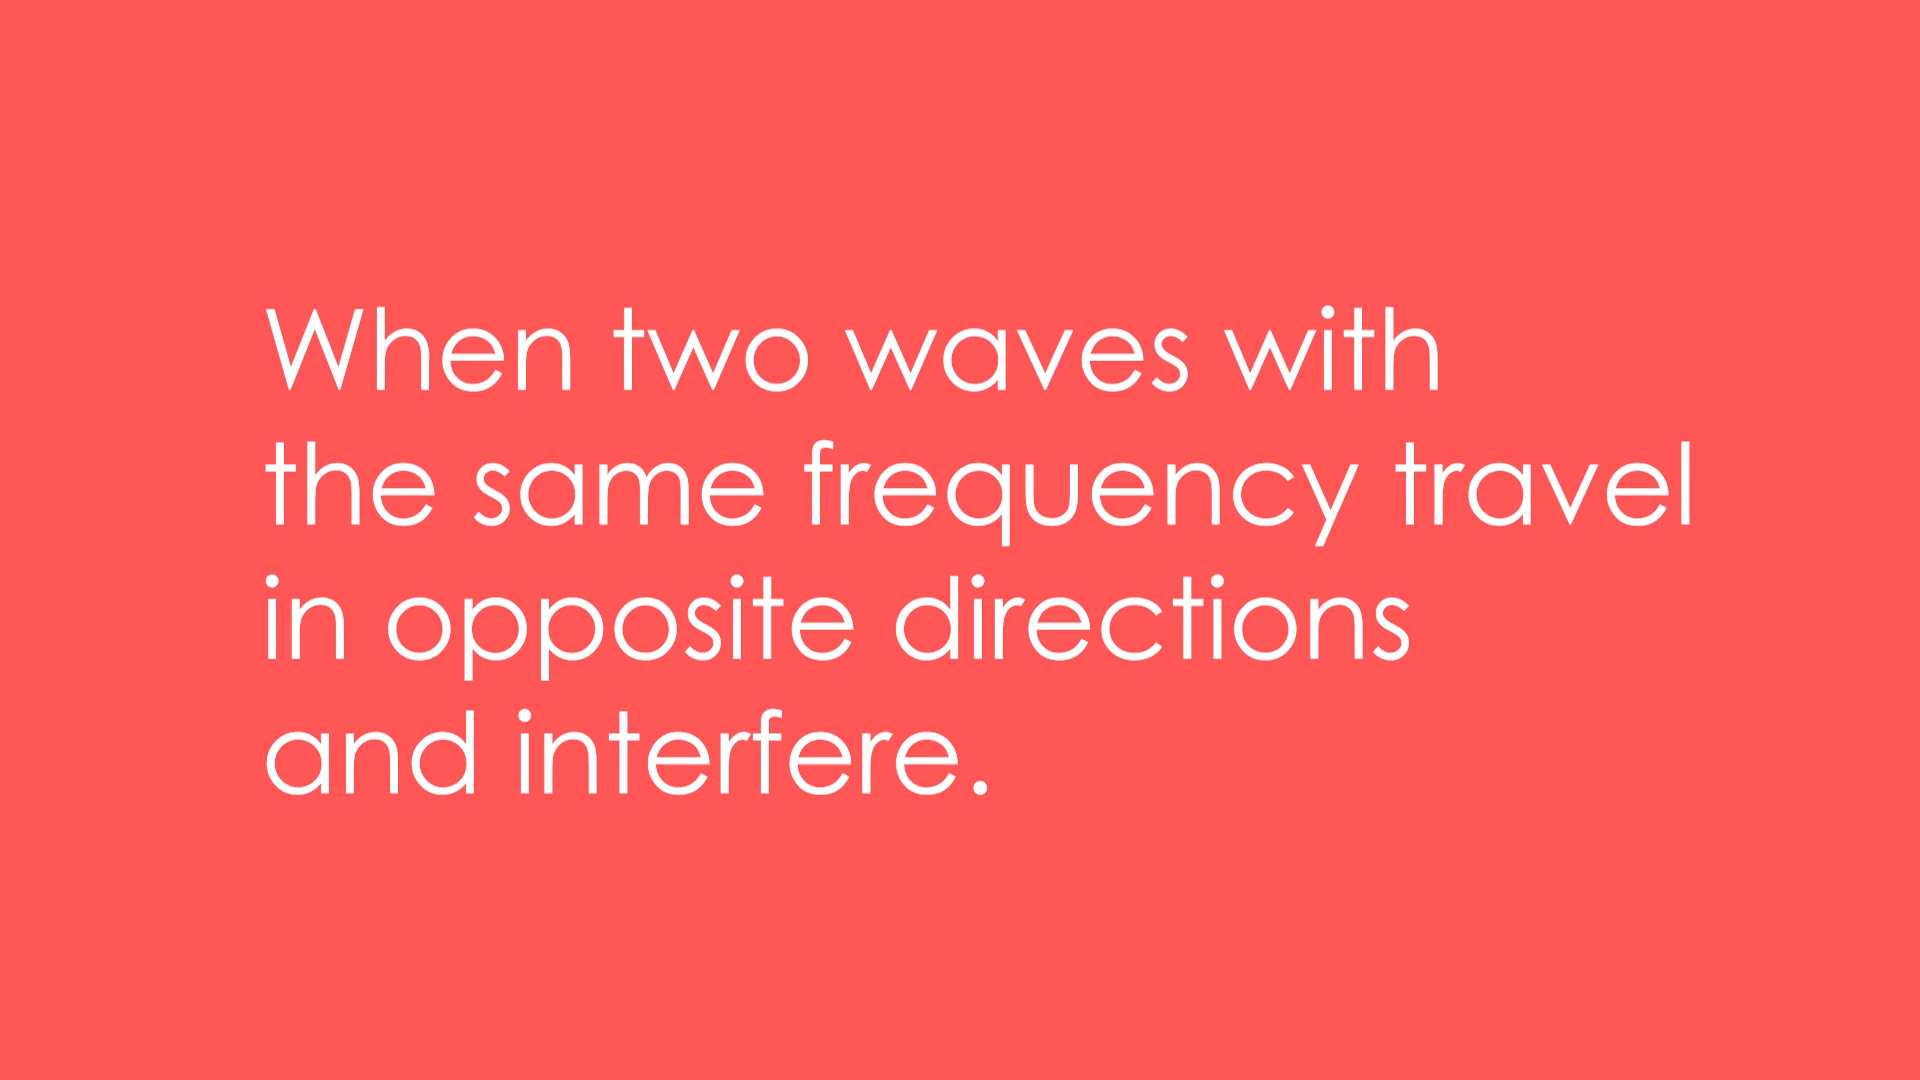 When two waves with
the same frequency travel
in opposite directions
and interfere.